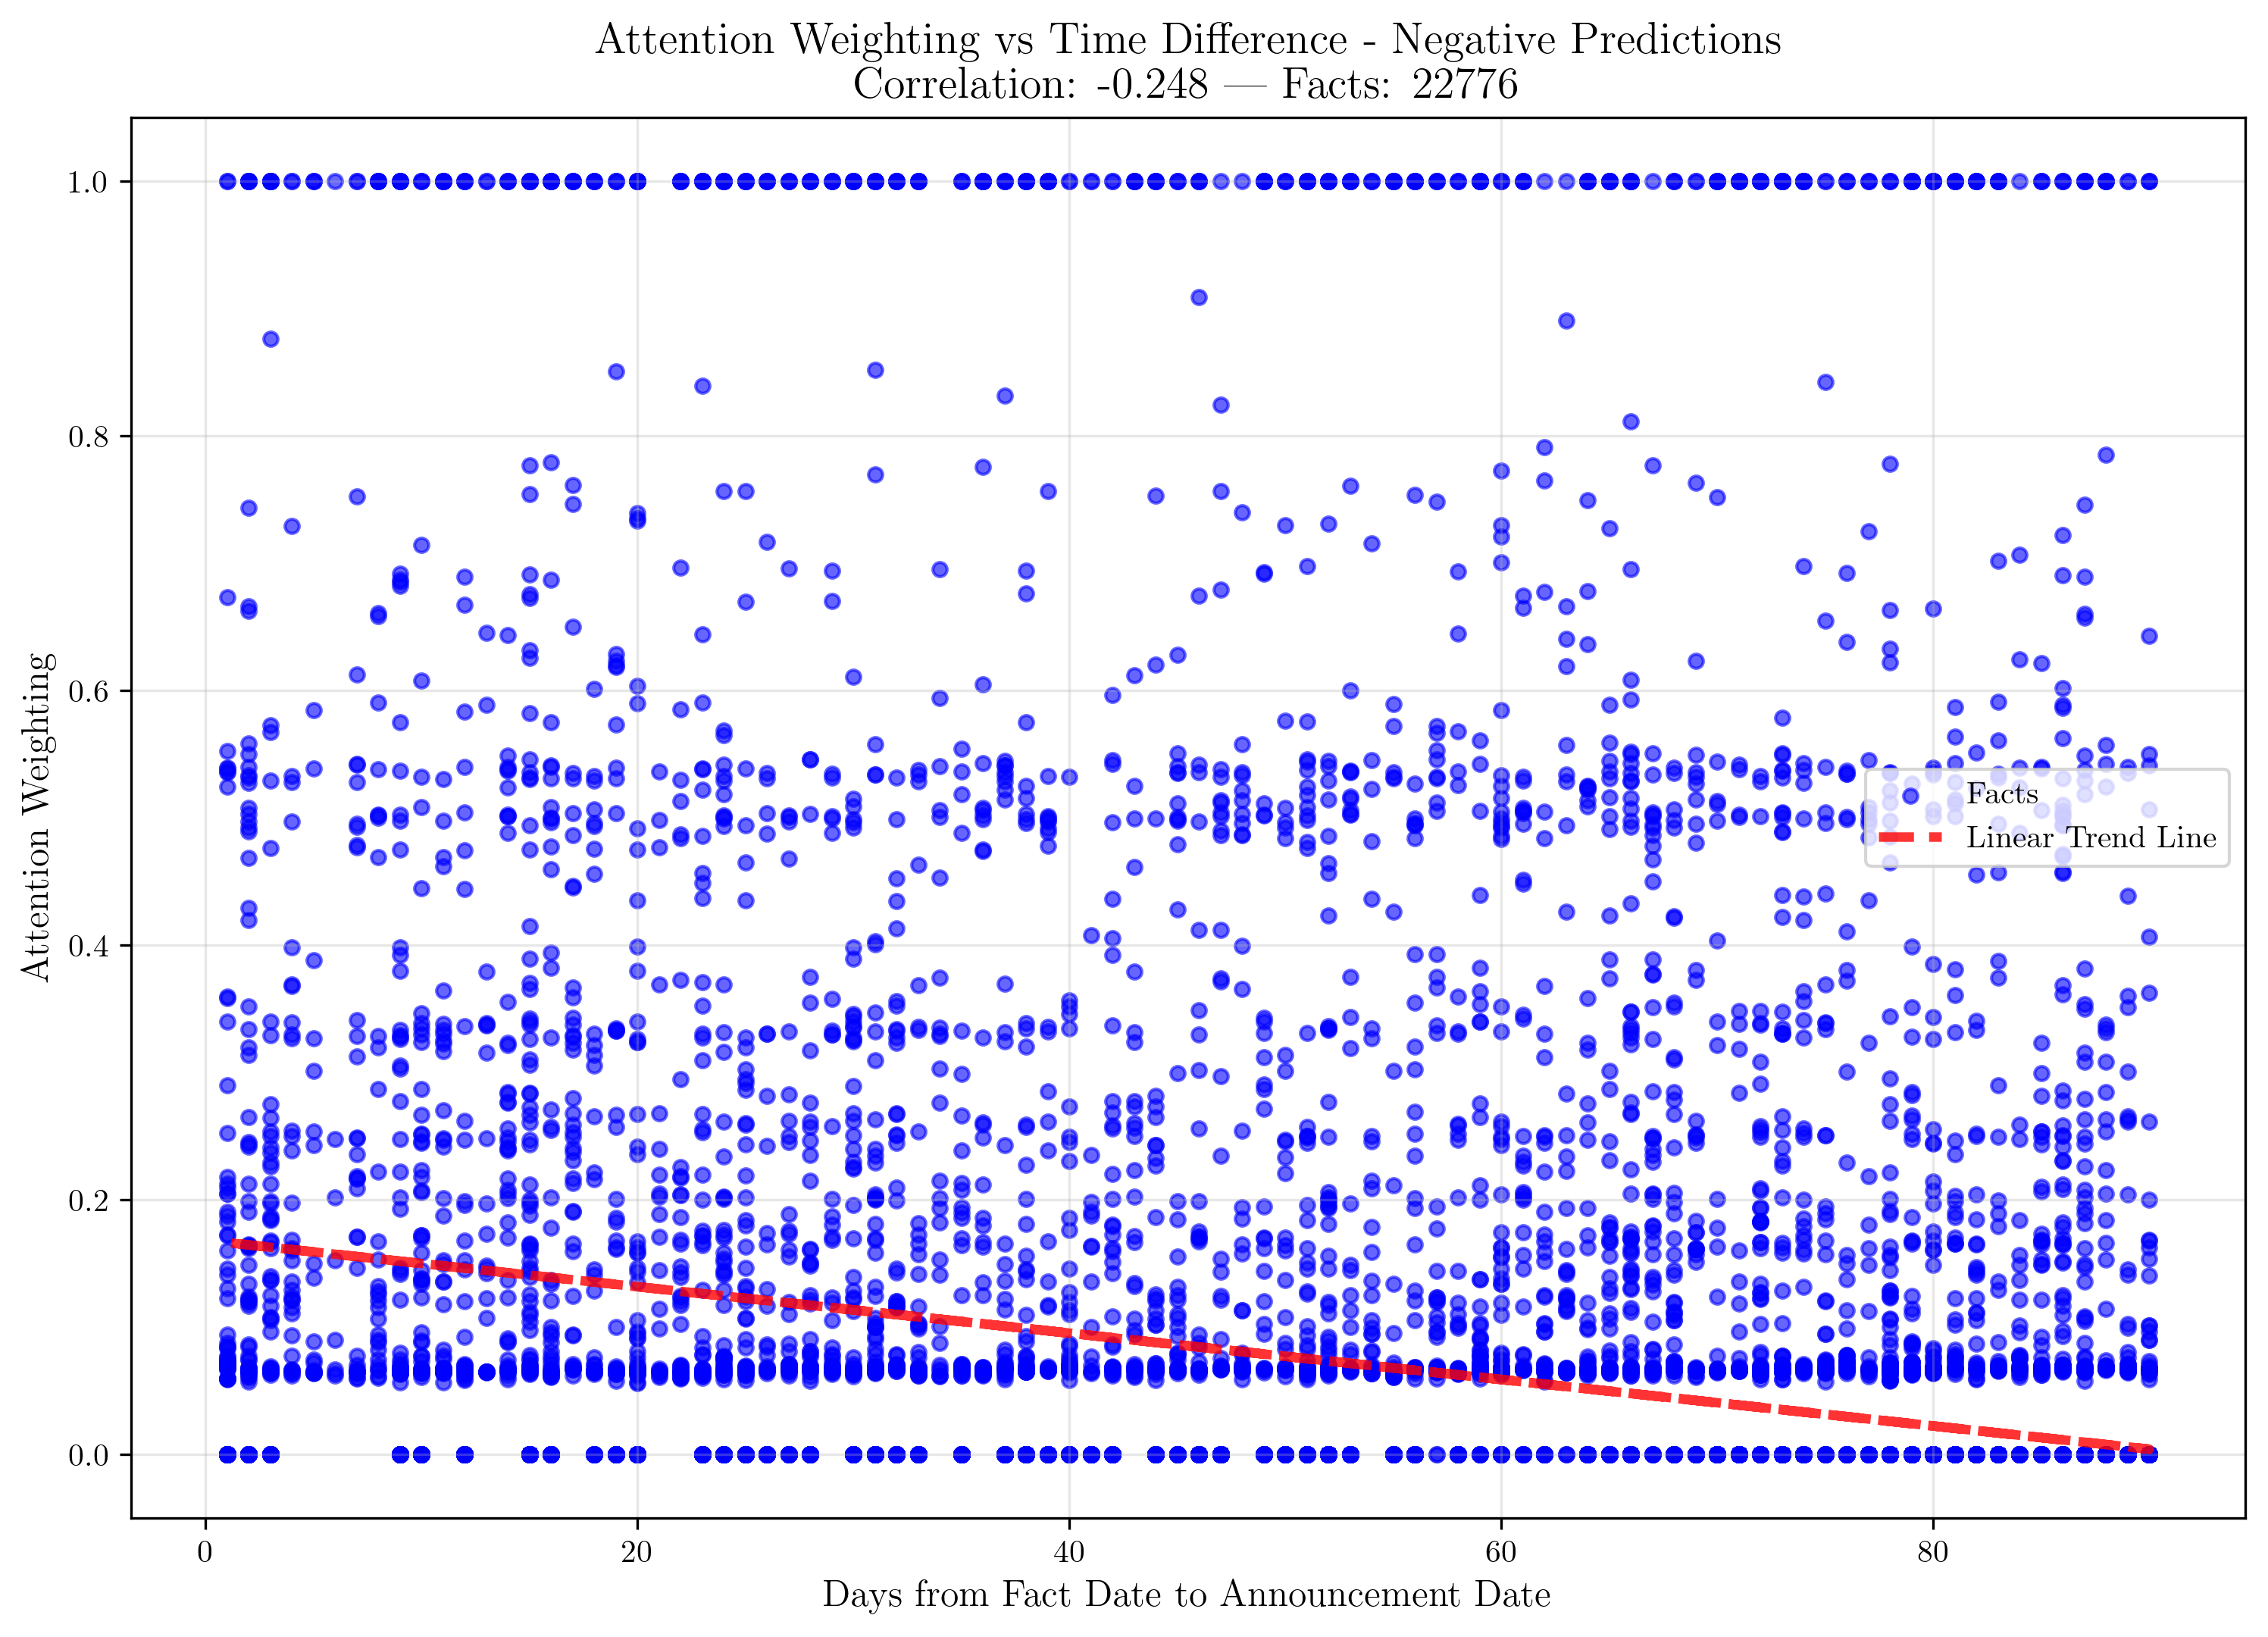 Attention Weighting vs Time Difference - Negative Predictions
Correlation: -0.248 — Facts: 22776
Attention Weighting
1.0
0.8
0.6
0.4
0.2
0.0
Facts
Linear Trend Line
0 20 40 60 80
Days from Fact Date to Announcement Date